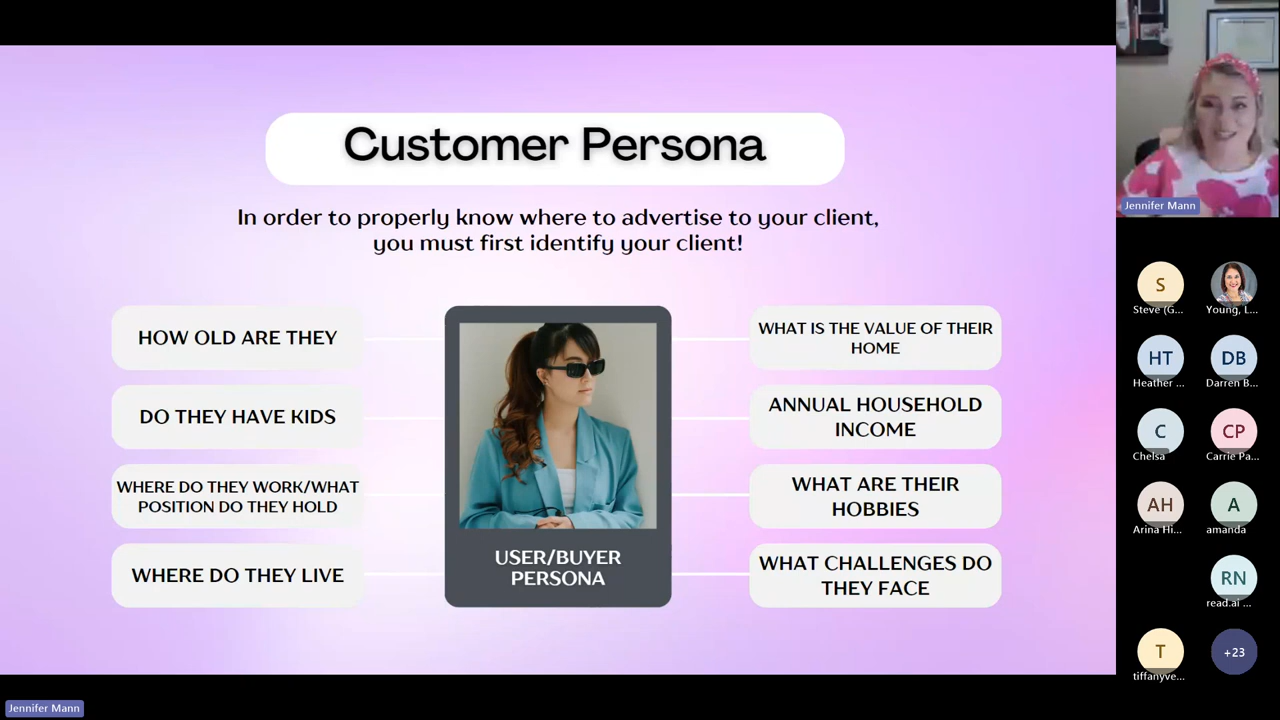 Customer Persona
In order to properly know where to advertise to your client,
you must first identify your client!
HOW OLD ARE THEY
DO THEY HAVE KIDS
WHERE DO THEY WORK/WHAT
POSITION DO THEY HOLD
WHERE DO THEY LIVE
USER/BUYER
PERSONA
WHAT IS THE VALUE OF THEIR
HOME
ANNUAL HOUSEHOLD
INCOME
WHAT ARE THEIR
HOBBIES
WHAT CHALLENGES DO
THEY FACE
Jennifer Mann
S
Steve (G...
Young, L...
HT
Heather ...
DB
Darren B...
C
Chelsa
CP
Carrie Pa...
AH
Arina Hi...
A
amanda
RN
read.ai ...
T
tiffanyve...
+23
Jennifer Mann